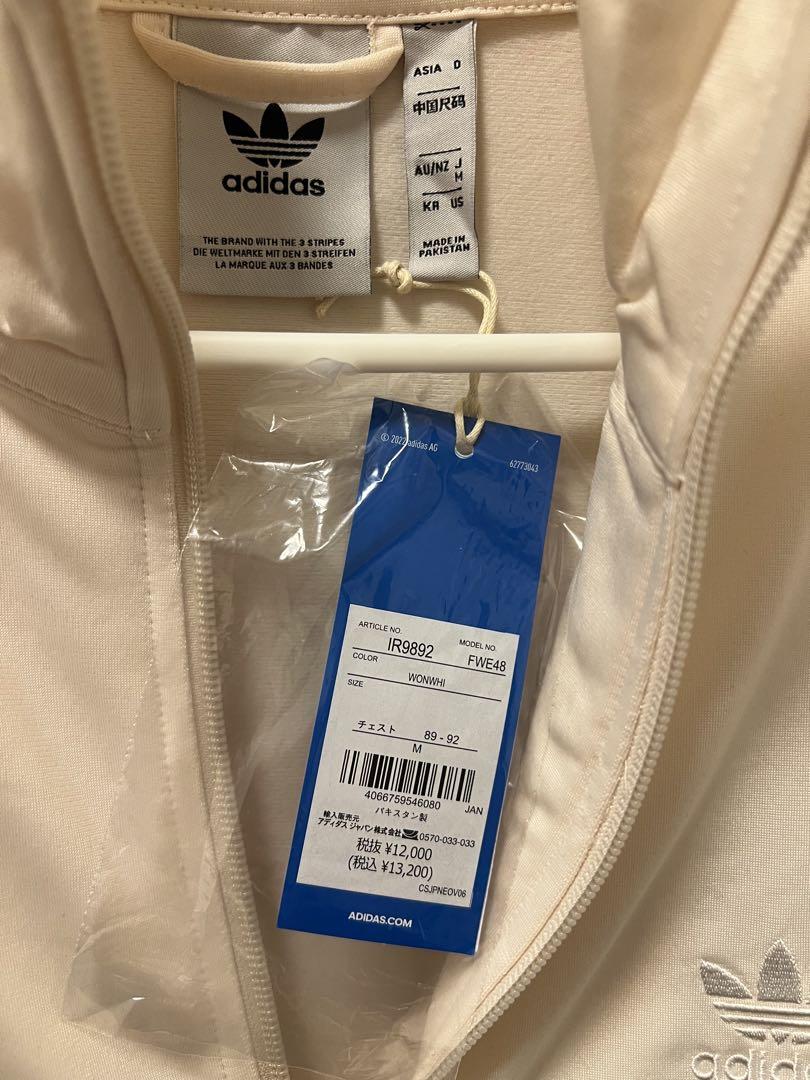 adidas
THE BRAND WITH THE 3 STRIPES
DIE WELTMARKE MIT DEN 3 STREIFEN
LA MARQUE AUX 3 BANDES
ASIA O
中国尺码
AU/NZ J
M
KR US
MADE IN
PAKISTAN
© 2022 adidas AG
62773043
ARTICLE NO. IR9892 MODEL NO. FWE48
COLOR WONWHI
SIZE
チェスト 89 - 92
M
4066759546080 JAN
パキスタン製
輸入販売元
アディダス ジャパン株式会社 0570-033-033
税抜 ¥12,000
(税込 ¥13,200)
CSJPNEOV06
ADIDAS.COM